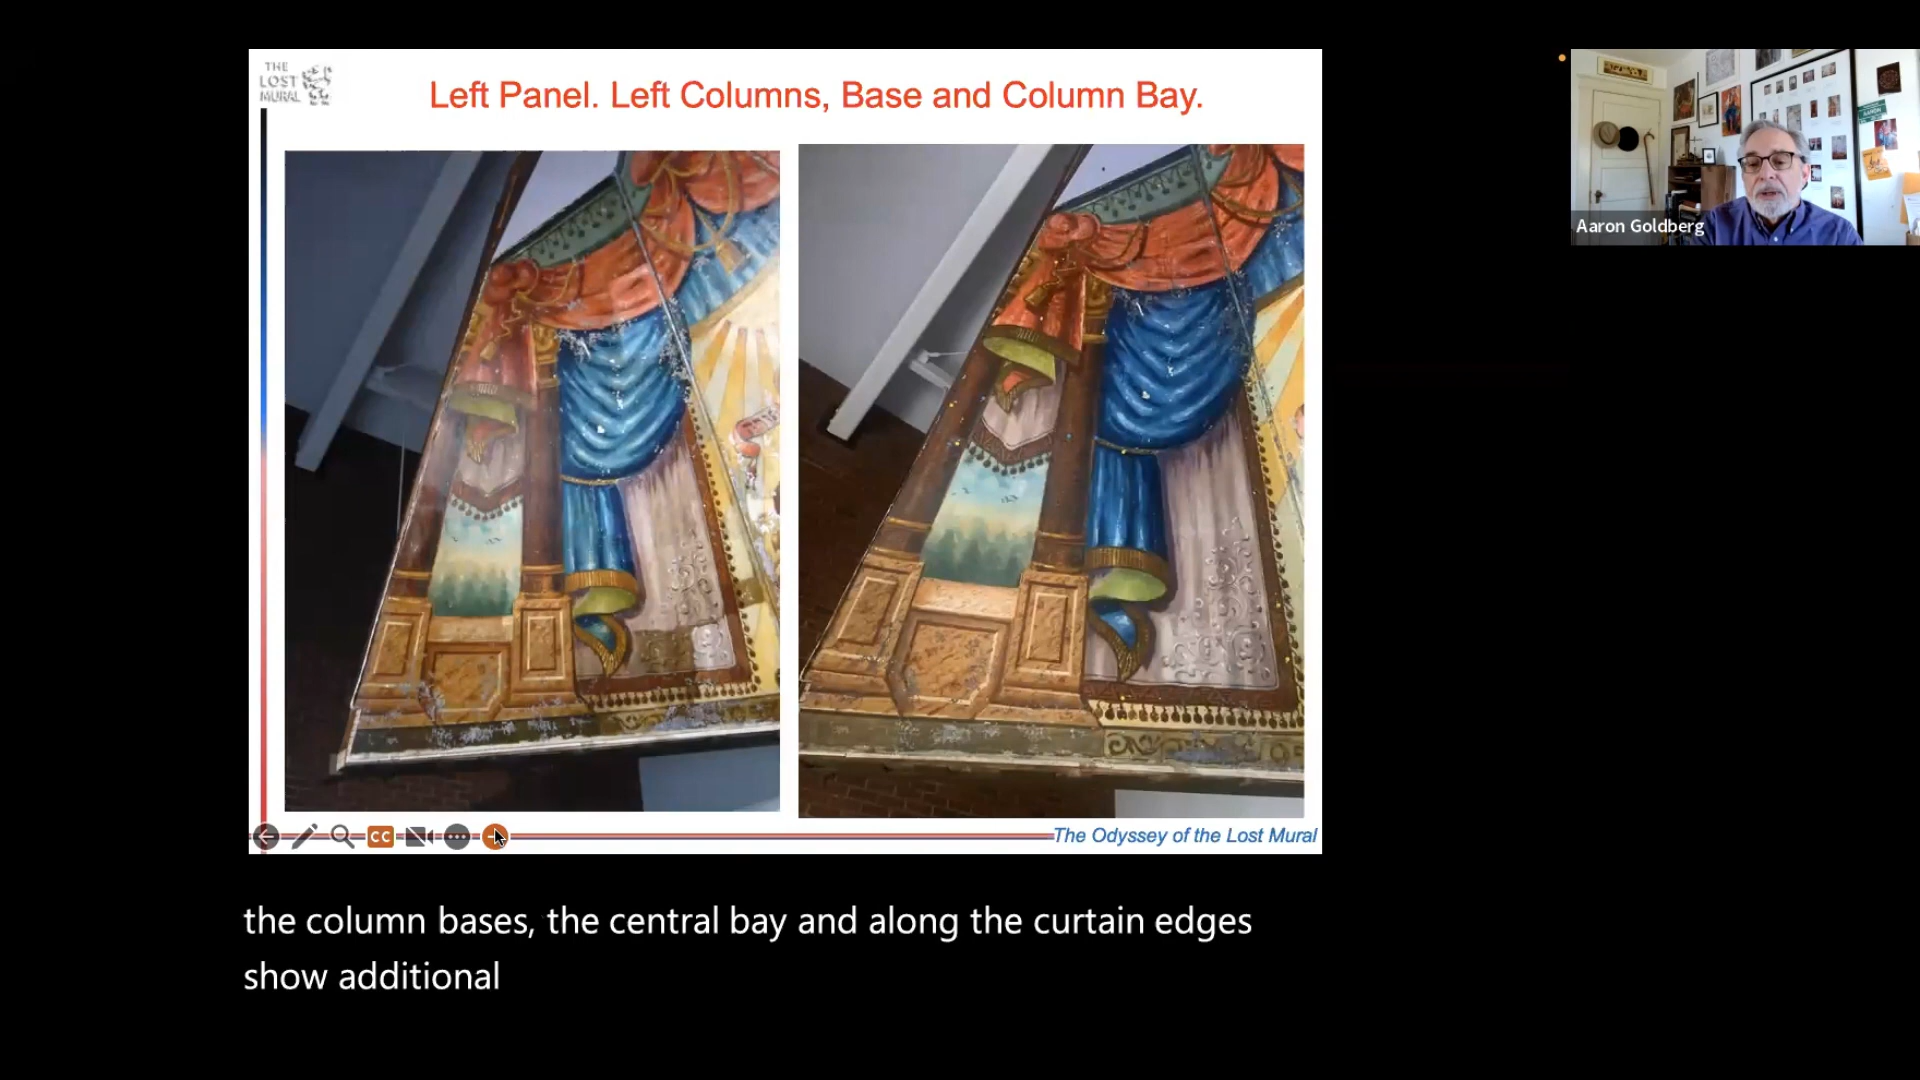 THE
LOST
MURAL
Left Panel. Left Columns, Base and Column Bay.
Aaron Goldberg
CC
The Odyssey of the Lost Mural
the column bases, the central bay and along the curtain edges
show additional